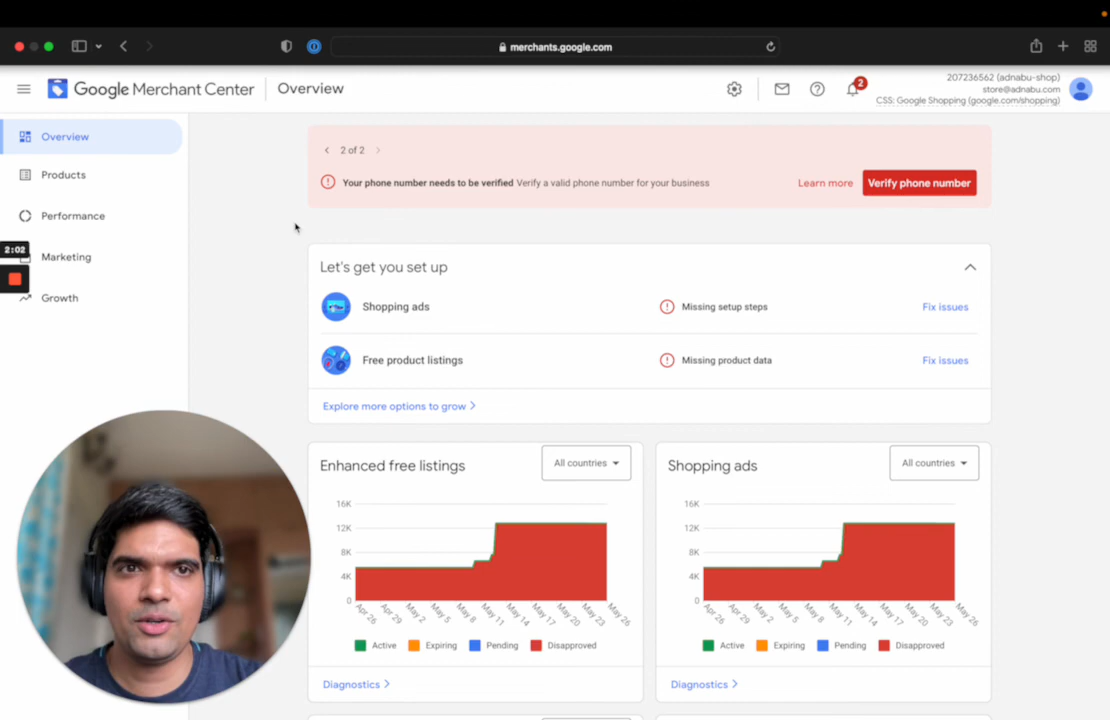 merchants.google.com
Google Merchant Center
Overview
2
207236562 (adnabu-shop)
store@adnabu.com
CSS: Google Shopping (google.com/shopping)
Overview
Products
Performance
Marketing
Growth
2:02
2 of 2
Your phone number needs to be verified Verify a valid phone number for your business
Learn more
Verify phone number
Let's get you set up
Shopping ads
Missing setup steps
Fix issues
Free product listings
Missing product data
Fix issues
Explore more options to grow
Enhanced free listings
All countries
16K
12K
8K
4K
0
Apr 26
Apr 29
May 2
May 5
May 8
May 11
May 14
May 17
May 20
May 23
May 26
Active
Expiring
Pending
Disapproved
Diagnostics
Shopping ads
All countries
16K
12K
8K
4K
0
Apr 26
Apr 29
May 2
May 5
May 8
May 11
May 14
May 17
May 20
May 23
May 26
Active
Expiring
Pending
Disapproved
Diagnostics